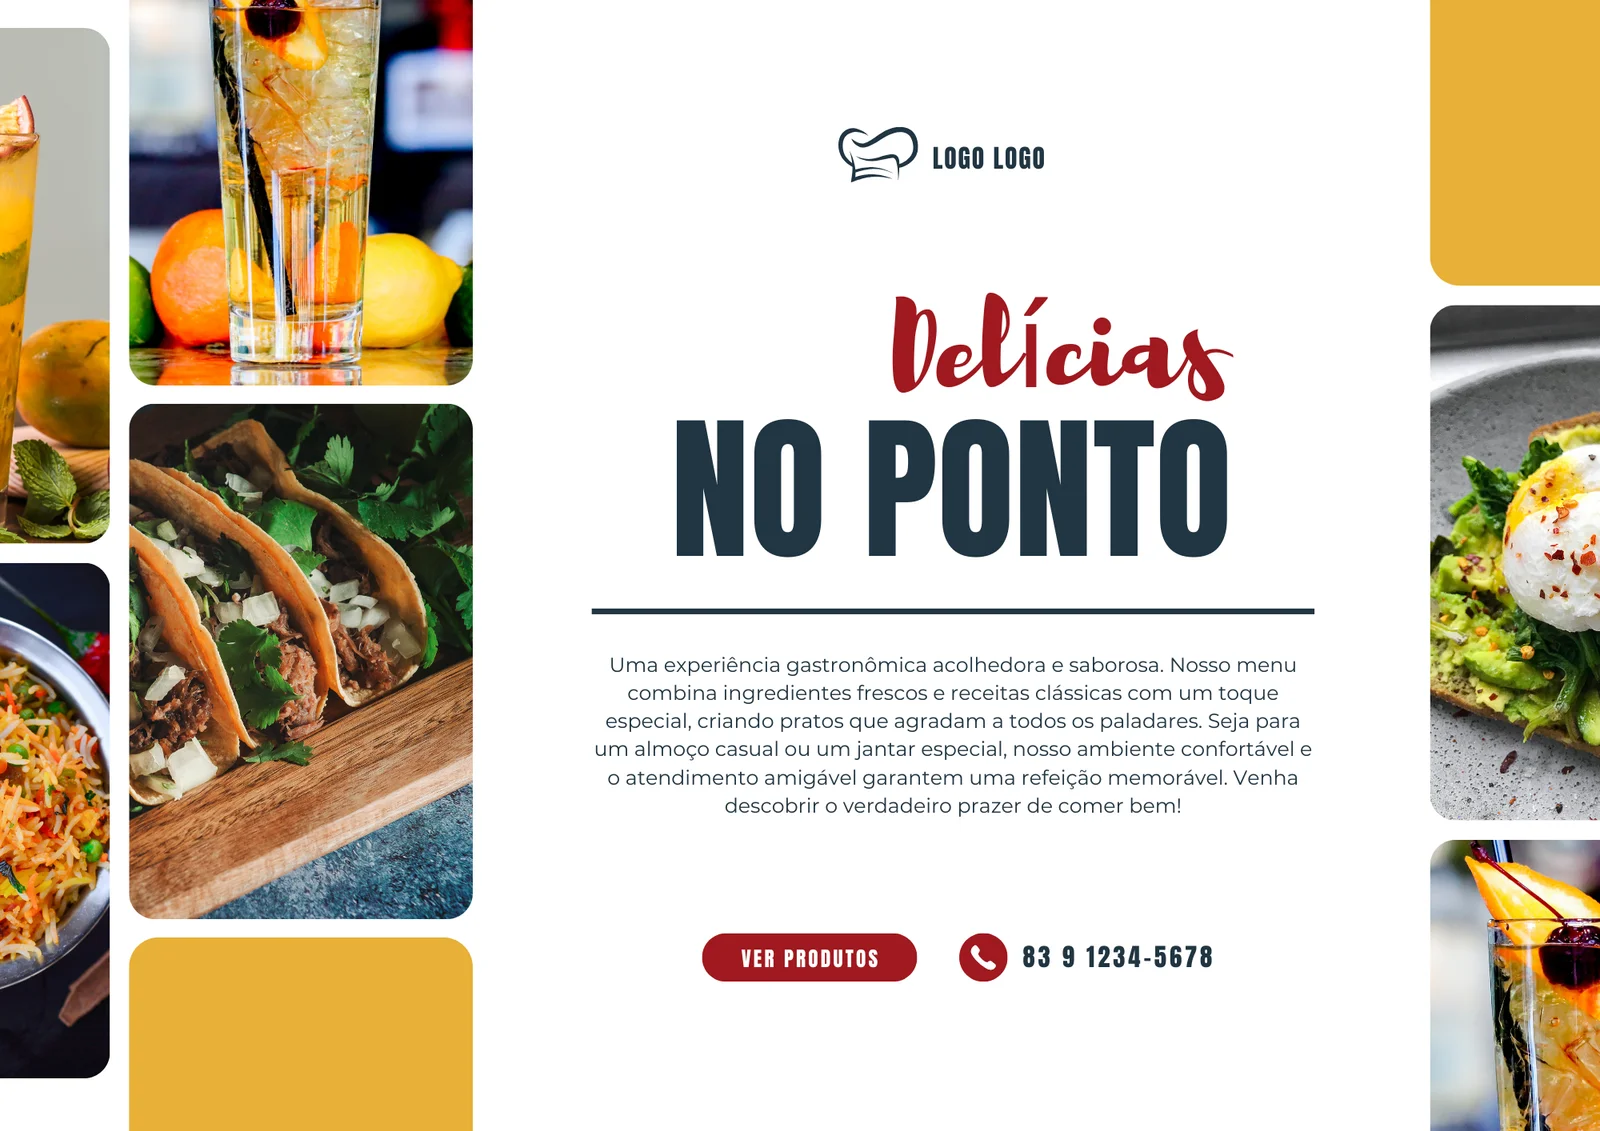 LOGO LOGO
Delícias
NO PONTO
Uma experiência gastronômica acolhedora e saborosa. Nosso menu
combina ingredientes frescos e receitas clássicas com um toque
especial, criando pratos que agradam a todos os paladares. Seja para
um almoço casual ou um jantar especial, nosso ambiente confortável e
o atendimento amigável garantem uma refeição memorável. Venha
descobrir o verdadeiro prazer de comer bem!
VER PRODUTOS
83 9 1234-5678